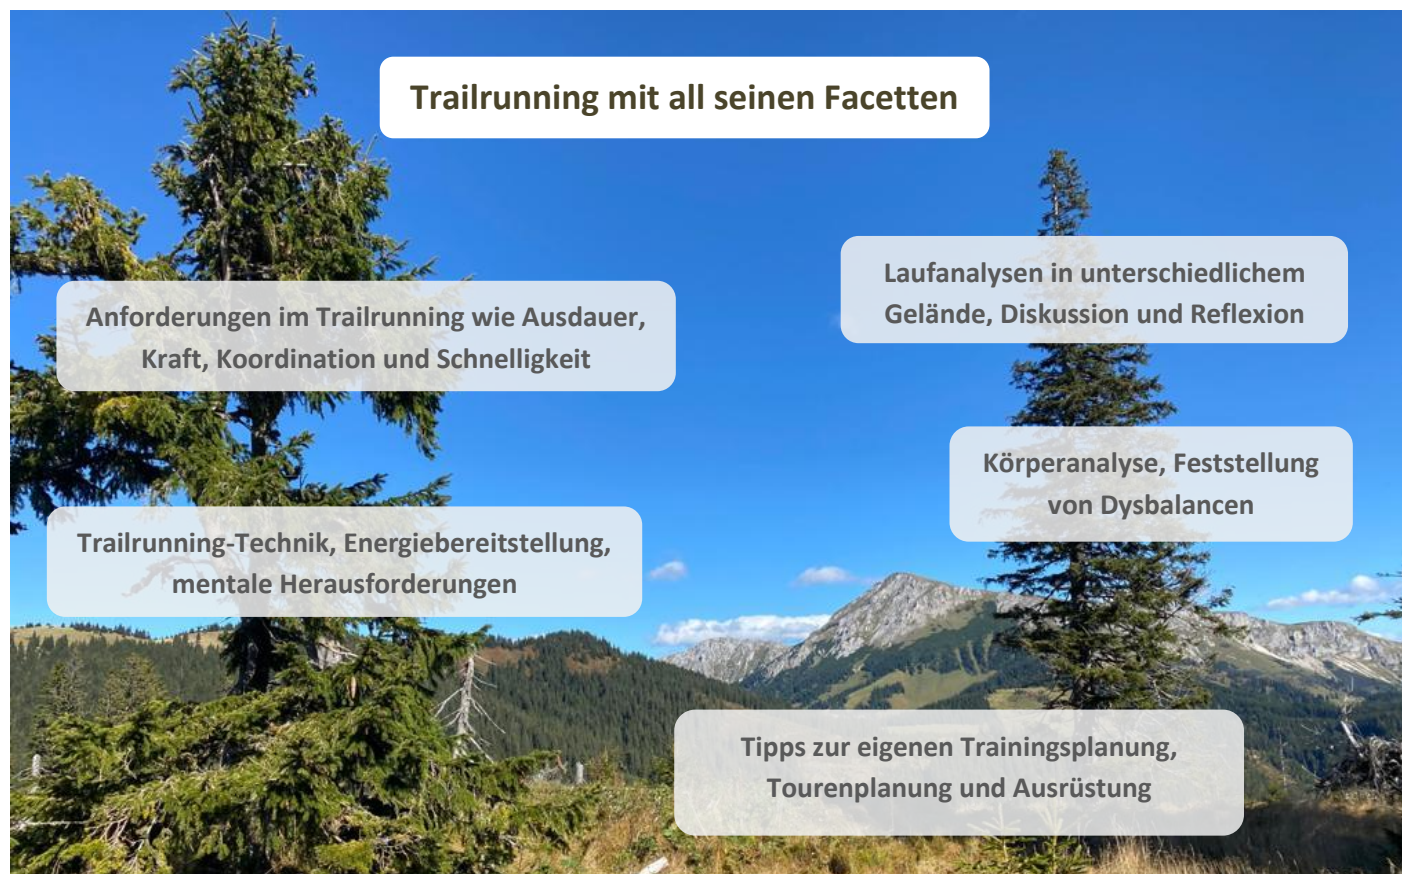 Trailrunning mit all seinen Facetten
Anforderungen im Trailrunning wie Ausdauer,
Kraft, Koordination und Schnelligkeit
Laufanalysen in unterschiedlichem
Gelände, Diskussion und Reflexion
Körperanalyse, Feststellung
von Dysbalancen
Trailrunning-Technik, Energiebereitstellung,
mentale Herausforderungen
Tipps zur eigenen Trainingsplanung,
Tourenplanung und Ausrüstung